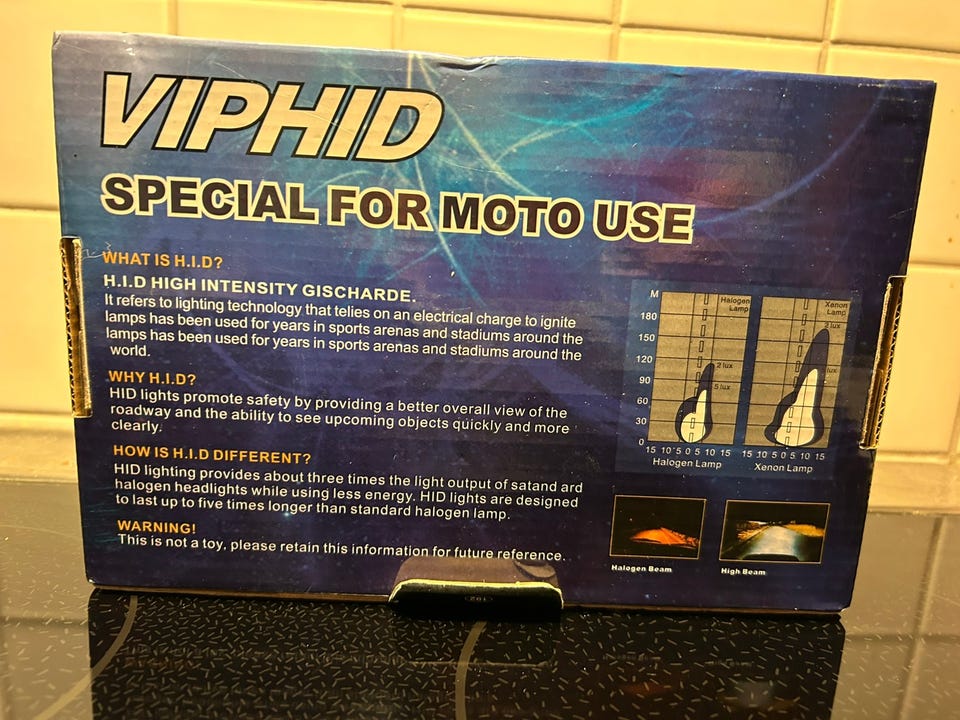 VIPHID
SPECIAL FOR MOTO USE
WHAT IS H.I.D?
H.I.D HIGH INTENSITY GISCHARDE.
It refers to lighting technology that telies on an electrical charge to ignite
lamps has been used for years in sports arenas and stadiums around the
lamps has been used for years in sports arenas and stadiums around the
world.
WHY H.I.D?
HID lights promote safety by providing a better overall view of the
roadway and the ability to see upcoming objects quickly and more
clearly.
HOW IS H.I.D DIFFERENT?
HID lighting provides about three times the light output of satand ard
halogen headlights while using less energy. HID lights are designed
to last up to five times longer than standard halogen lamp.
WARNING!
This is not a toy, please retain this information for future reference.
M
180
150
120
90
60
30
0
Halogen
Lamp
2 lux
5 lux
15 10 5 0 5 10 15
Halogen Lamp
Xenon
Lamp
2 lux
lux
15 10 5 0 5 10 15
Xenon Lamp
Halogen Beam
High Beam